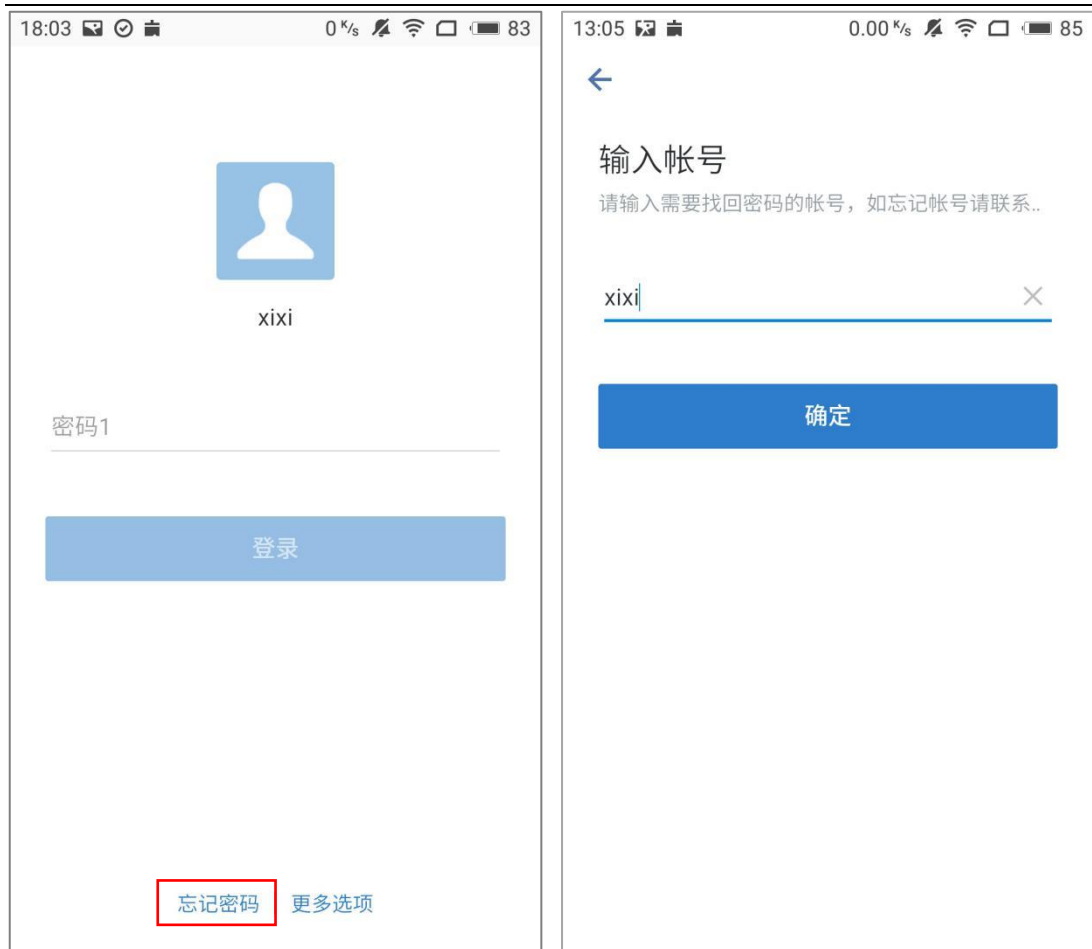 18:03 0 K/s 83
xixi
密码1
登录
忘记密码 更多选项
13:05 0.00 K/s 85
输入帐号
请输入需要找回密码的帐号，如忘记帐号请联系..
xixi
确定